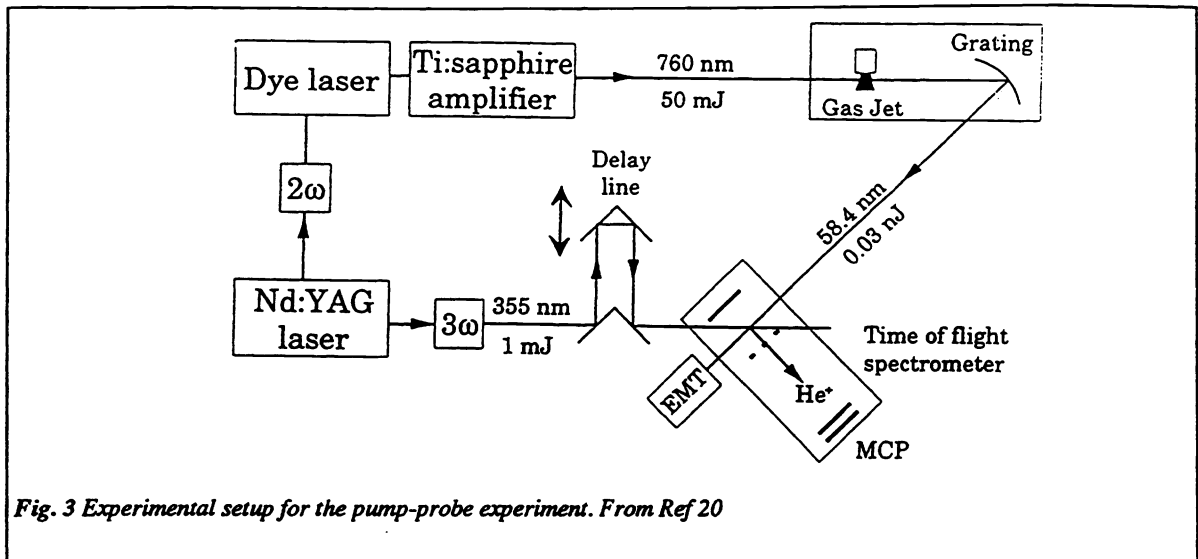 Dye laser
Ti:sapphire
amplifier
760 nm
50 mJ
Gas Jet
Grating
2ω
Delay
line
58.4 nm
0.03 nJ
Nd:YAG
laser
3ω
355 nm
1 mJ
Time of flight
spectrometer
EMT
He⁺
MCP
Fig. 3 Experimental setup for the pump-probe experiment. From Ref 20